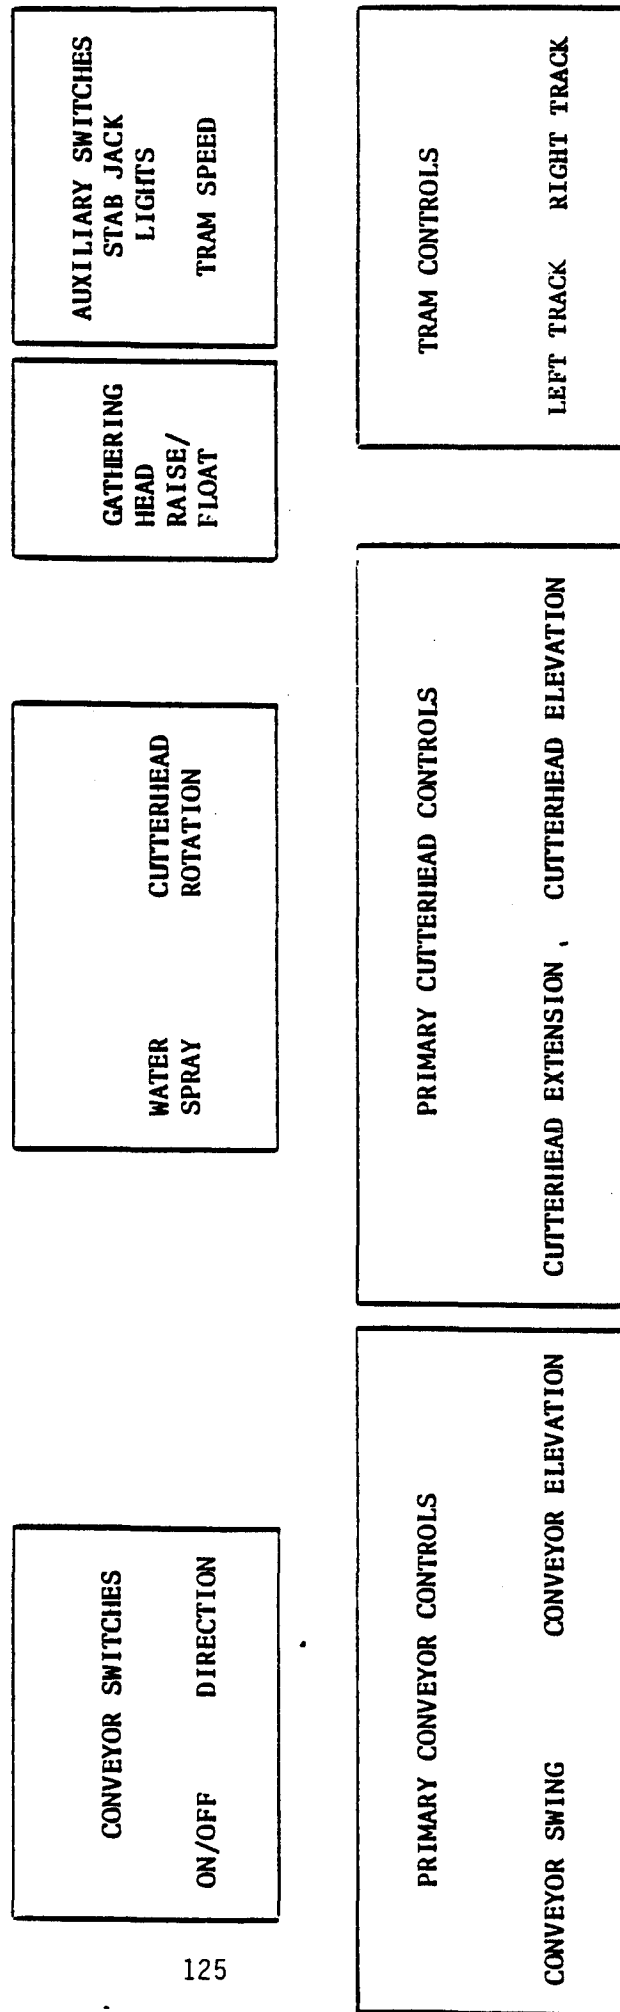 CONVEYOR SWITCHES
ON/OFF DIRECTION
WATER SPRAY
CUTTERHEAD ROTATION
GATHERING
HEAD
RAISE/
FLOAT
AUXILIARY SWITCHES
STAB JACK
LIGHTS
TRAM SPEED
PRIMARY CONVEYOR CONTROLS
CONVEYOR SWING CONVEYOR ELEVATION
PRIMARY CUTTERHEAD CONTROLS
CUTTERHEAD EXTENSION, CUTTERHEAD ELEVATION
TRAM CONTROLS
LEFT TRACK RIGHT TRACK
125